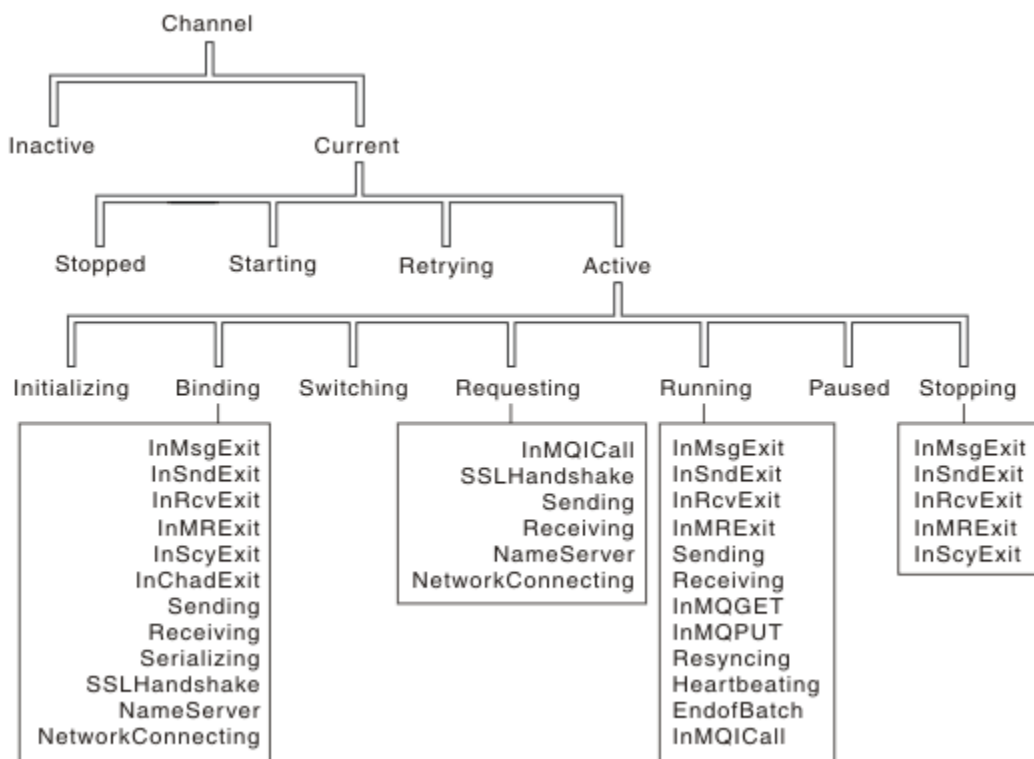 Channel
Inactive
Current
Stopped
Starting
Retrying
Active
Initializing
Binding
Switching
Requesting
Running
Paused
Stopping
InMsgExit
InSndExit
InRcvExit
InMRExit
InScyExit
InChadExit
Sending
Receiving
Serializing
SSLHandshake
NameServer
NetworkConnecting
InMQICall
SSLHandshake
Sending
Receiving
NameServer
NetworkConnecting
InMsgExit
InSndExit
InRcvExit
InMRExit
Sending
Receiving
InMQGET
InMQPUT
Resyncing
Heartbeating
EndofBatch
InMQICall
InMsgExit
InSndExit
InRcvExit
InMRExit
InScyExit